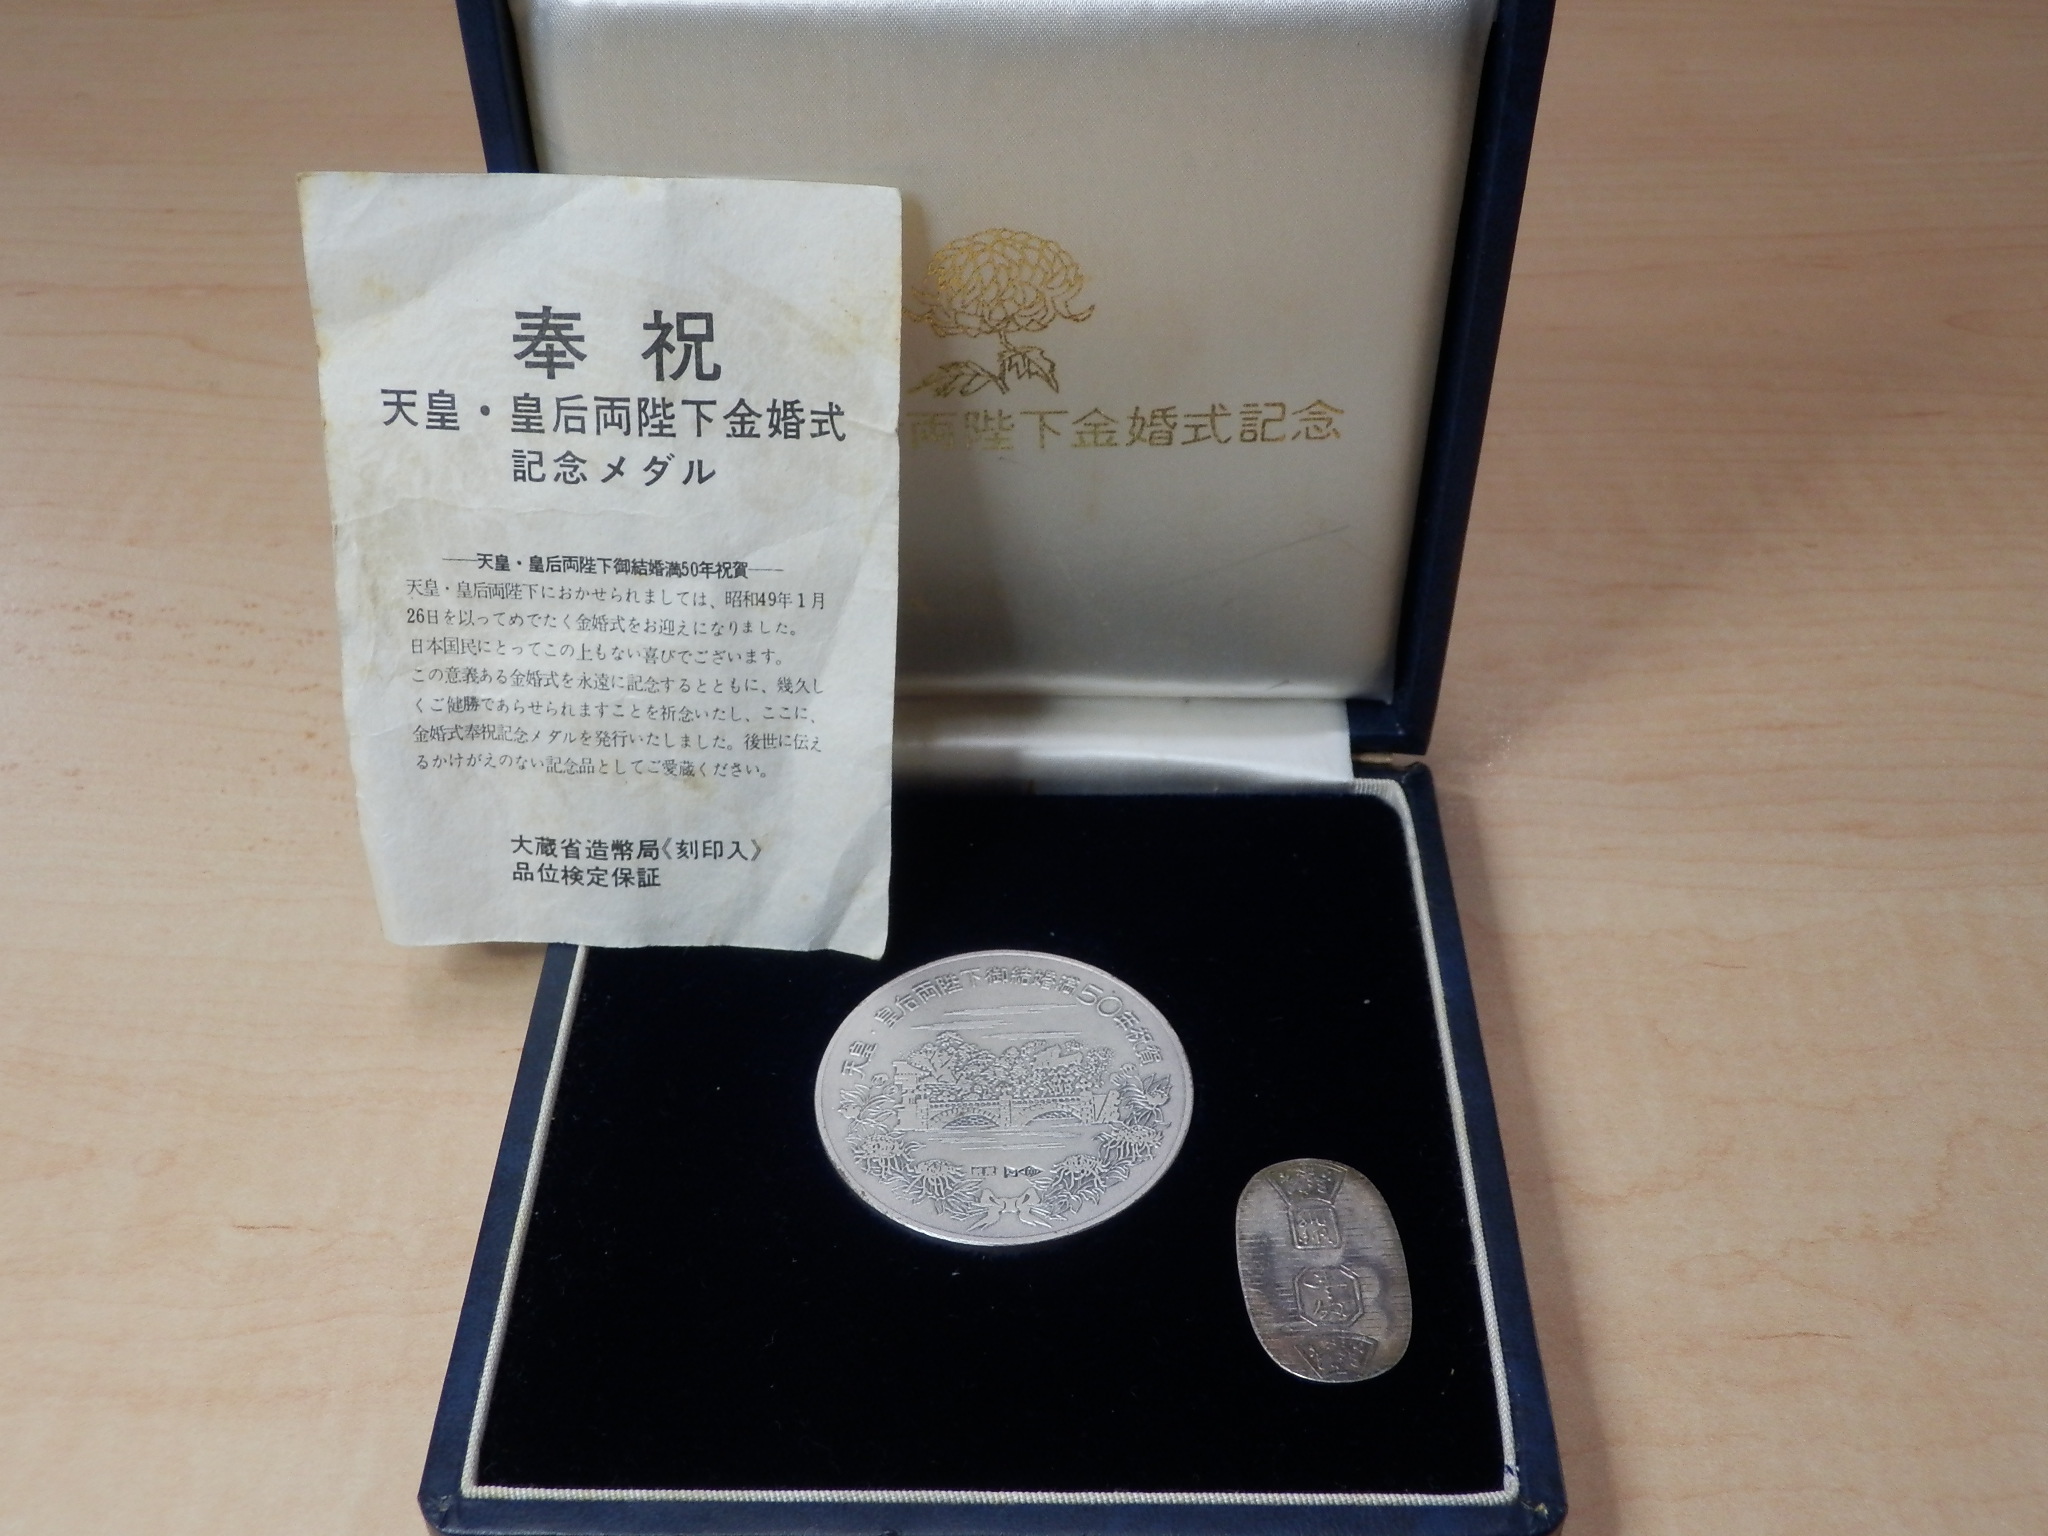 奉祝
天皇・皇后両陛下金婚式
記念メダル
──天皇・皇后両陛下御結婚満50年祝賀──
天皇・皇后両陛下におかせられましては、昭和49年1月
26日を以ってめでたく金婚式をお迎えになりました。
日本国民にとってこの上もない喜びでございます。
この意義ある金婚式を永遠に記念するとともに、幾久し
くご健勝であらせられますことを祈念いたし、ここに、
金婚式奉祝記念メダルを発行いたしました。後世に伝え
るかけがえのない記念品としてご愛蔵ください。
大蔵省造幣局《刻印入》
品位検定保証
両陛下金婚式記念
天皇・皇后両陛下御結婚満50年祝賀